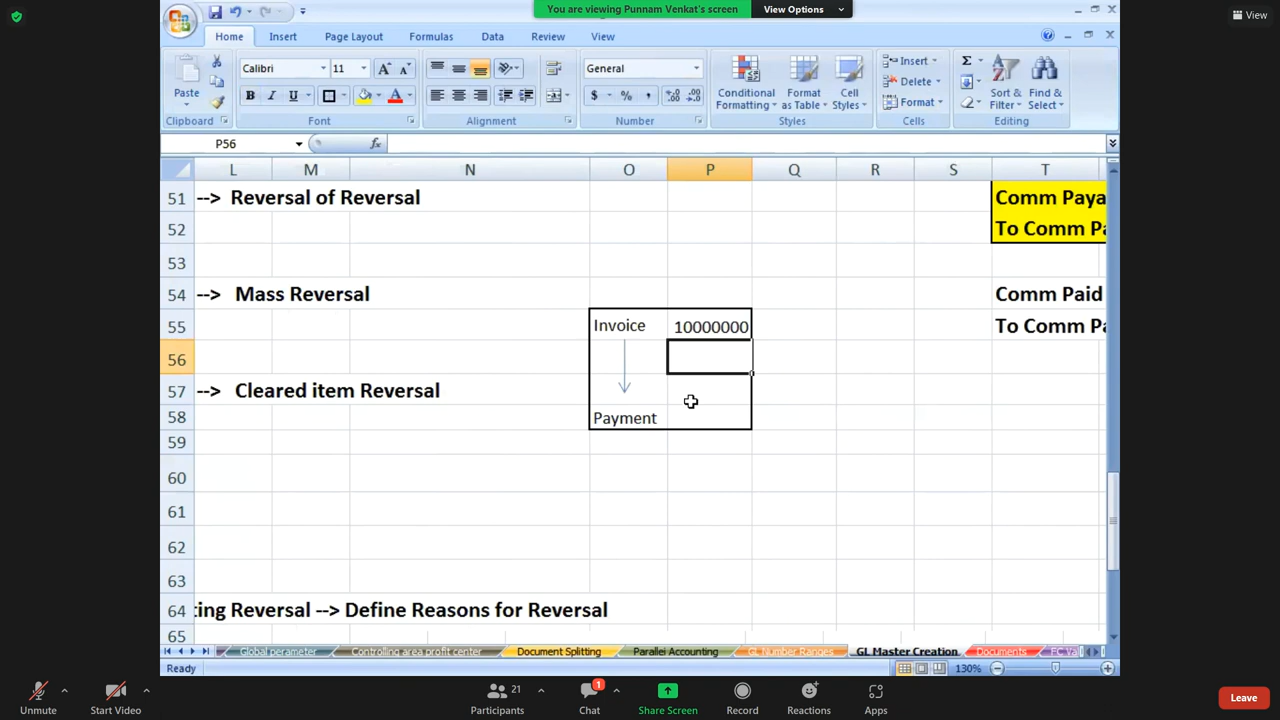 You are viewing Punnam Venkat's screen
View Options
View
Home Insert Page Layout Formulas Data Review View
Paste
Clipboard
Calibri 11
B I U
Font
Alignment
General
$ % ,
Number
Conditional Formatting
Format as Table
Cell Styles
Styles
Insert
Delete
Format
Cells
Σ
Sort & Filter
Find & Select
Editing
P56
fx
L M N O P Q R S T
51 --> Reversal of Reversal Comm Paya
52 To Comm Pa
53
54 --> Mass Reversal Comm Paid
55 Invoice 10000000 To Comm Pa
56
57 --> Cleared item Reversal
58 Payment
59
60
61
62
63
64 ting Reversal --> Define Reasons for Reversal
65
Global perameter Controlling area profit center Document Splitting Parallel Accounting GL Number Ranges GL Master Creation Documents FC Va
Ready 130%
Unmute
Start Video
21
Participants
1
Chat
Share Screen
Record
Reactions
Apps
Leave